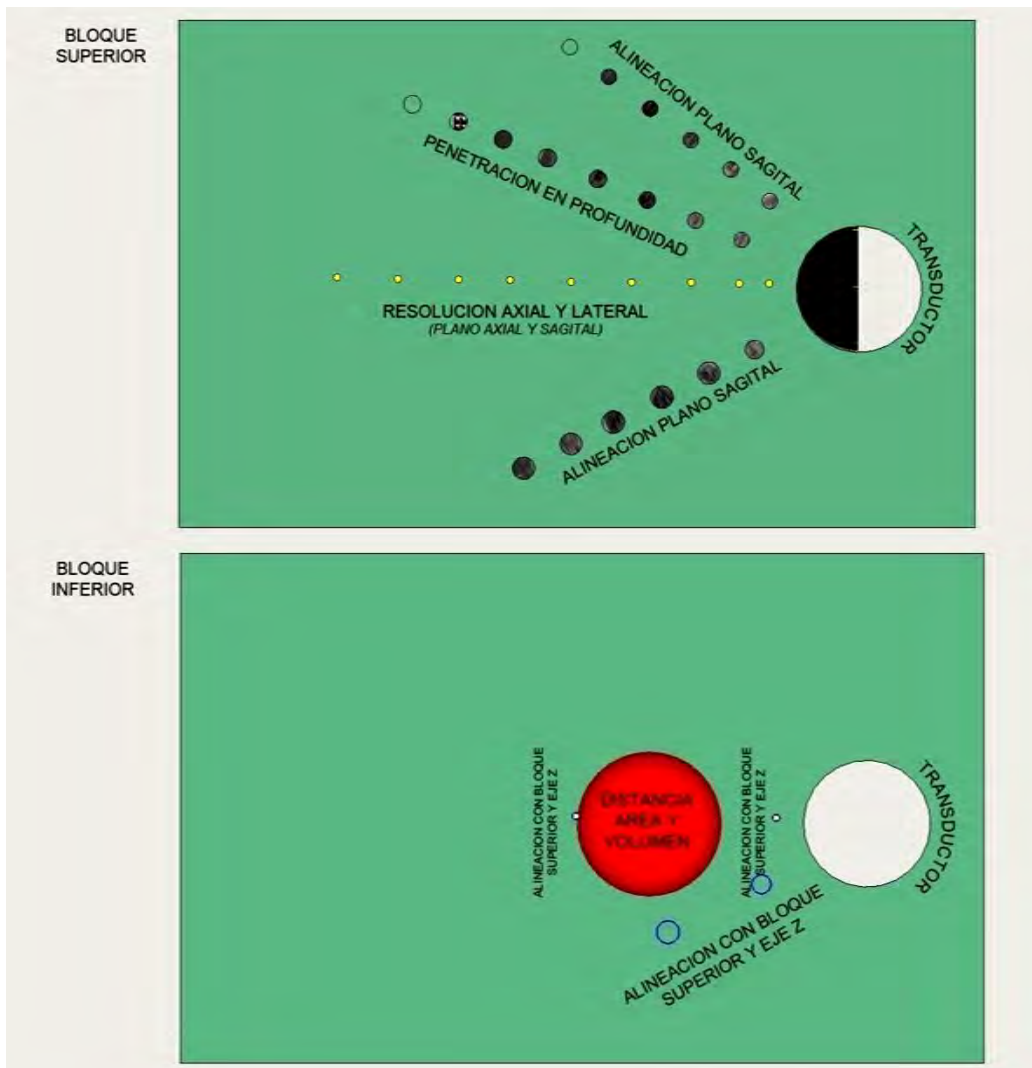 BLOQUE
SUPERIOR
ALINEACION PLANO SAGITAL
PENETRACION EN PROFUNDIDAD
TRANSDUCTOR
RESOLUCION AXIAL Y LATERAL
(PLANO AXIAL Y SAGITAL)
ALINEACION PLANO SAGITAL
BLOQUE
INFERIOR
ALINEACION CON BLOQUE
SUPERIOR Y EJE Z
DISTANCIA
AREA Y
VOLUMEN
ALINEACION CON BLOQUE
SUPERIOR Y EJE Z
TRANSDUCTOR
ALINEACION CON BLOQUE
SUPERIOR Y EJE Z